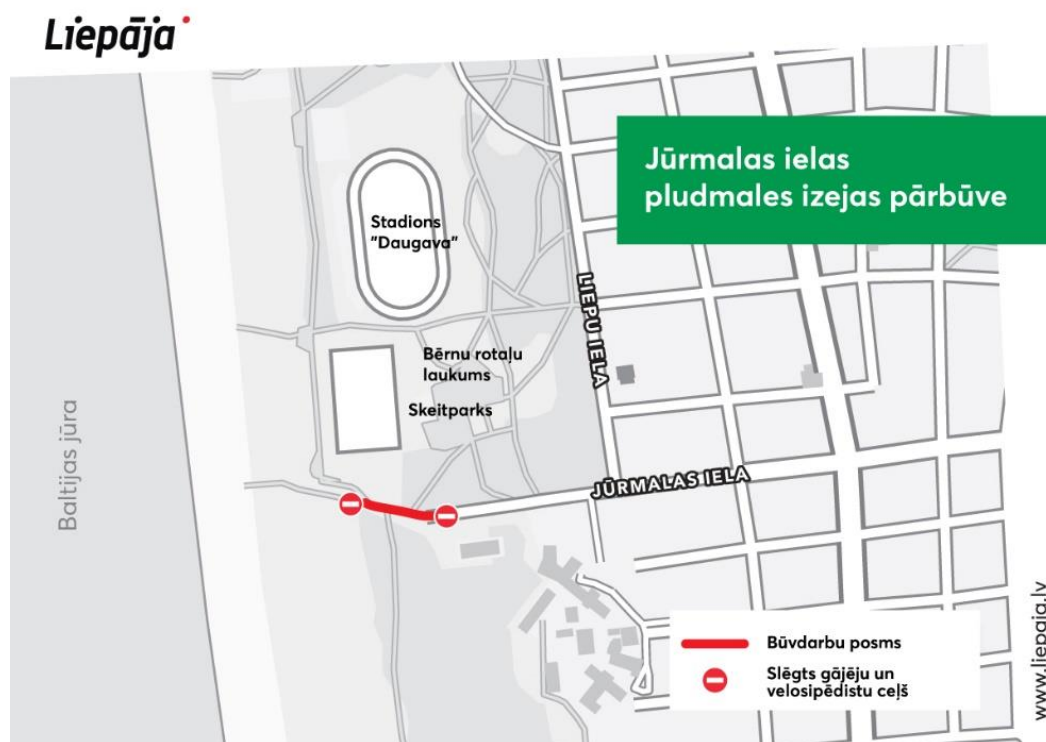 Liepāja
Jūrmalas ielas
pludmales izejas pārbūve
Stadions
"Daugava"
LIEPU IELA
Bērnu rotaļu
laukums
Skeitparks
JŪRMALAS IELA
Baltijas jūra
Būvdarbu posms
Slēgts gājēju un
velosipēdistu ceļš
www.liepaja.lv